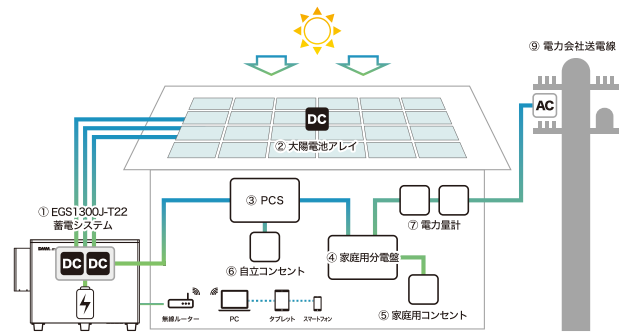 ⑨ 電力会社送電線
AC
DC
② 太陽電池アレイ
① EGS1300J-T22
蓄電システム
③ PCS
⑦ 電力量計
④ 家庭用分電盤
⑥ 自立コンセント
DC DC
⑤ 家庭用コンセント
無線ルーター
PC
タブレット
スマートフォン